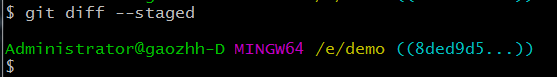 $ git diff --staged
Administrator@gaozhh-D MINGW64 /e/demo ((8ded9d5...))
$